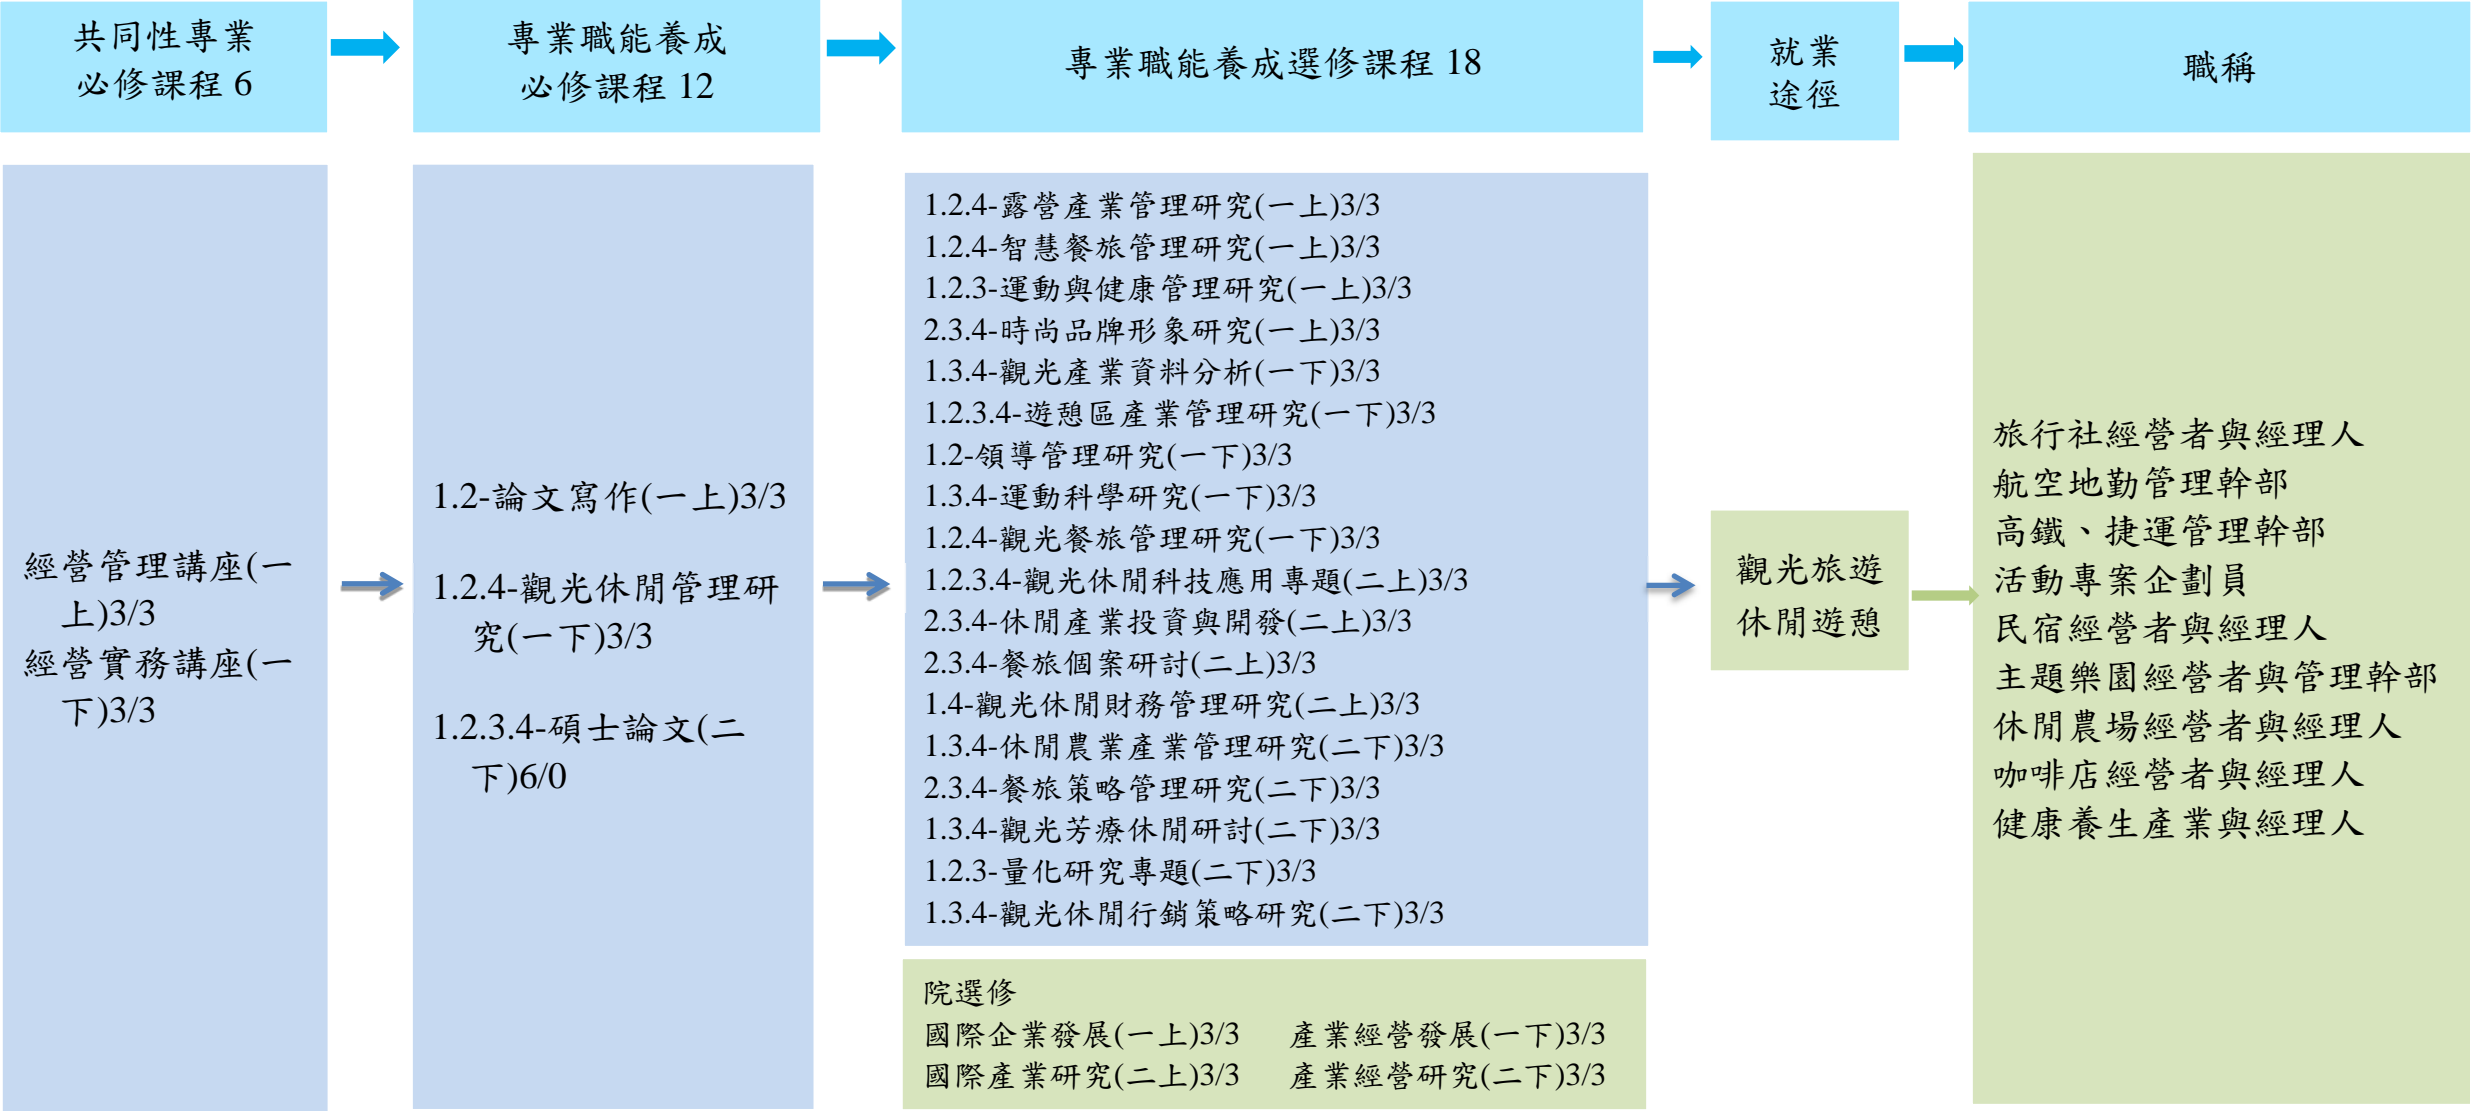 共同性專業
必修課程 6
專業職能養成
必修課程 12
專業職能養成選修課程 18
就業
途徑
職稱
經營管理講座(一
上)3/3
經營實務講座(一
下)3/3
1.2-論文寫作(一上)3/3
1.2.4-觀光休閒管理研
究(一下)3/3
1.2.3.4-碩士論文(二
下)6/0
1.2.4-露營產業管理研究(一上)3/3
1.2.4-智慧餐旅管理研究(一上)3/3
1.2.3-運動與健康管理研究(一上)3/3
2.3.4-時尚品牌形象研究(一上)3/3
1.3.4-觀光產業資料分析(一下)3/3
1.2.3.4-遊憩區產業管理研究(一下)3/3
1.2-領導管理研究(一下)3/3
1.3.4-運動科學研究(一下)3/3
1.2.4-觀光餐旅管理研究(一下)3/3
1.2.3.4-觀光休閒科技應用專題(二上)3/3
2.3.4-休閒產業投資與開發(二上)3/3
2.3.4-餐旅個案研討(二上)3/3
1.4-觀光休閒財務管理研究(二上)3/3
1.3.4-休閒農業產業管理研究(二下)3/3
2.3.4-餐旅策略管理研究(二下)3/3
1.3.4-觀光芳療休閒研討(二下)3/3
1.2.3-量化研究專題(二下)3/3
1.3.4-觀光休閒行銷策略研究(二下)3/3
院選修
國際企業發展(一上)3/3 產業經營發展(一下)3/3
國際產業研究(二上)3/3 產業經營研究(二下)3/3
觀光旅遊
休閒遊憩
旅行社經營者與經理人
航空地勤管理幹部
高鐵、捷運管理幹部
活動專案企劃員
民宿經營者與經理人
主題樂園經營者與管理幹部
休閒農場經營者與經理人
咖啡店經營者與經理人
健康養生產業與經理人